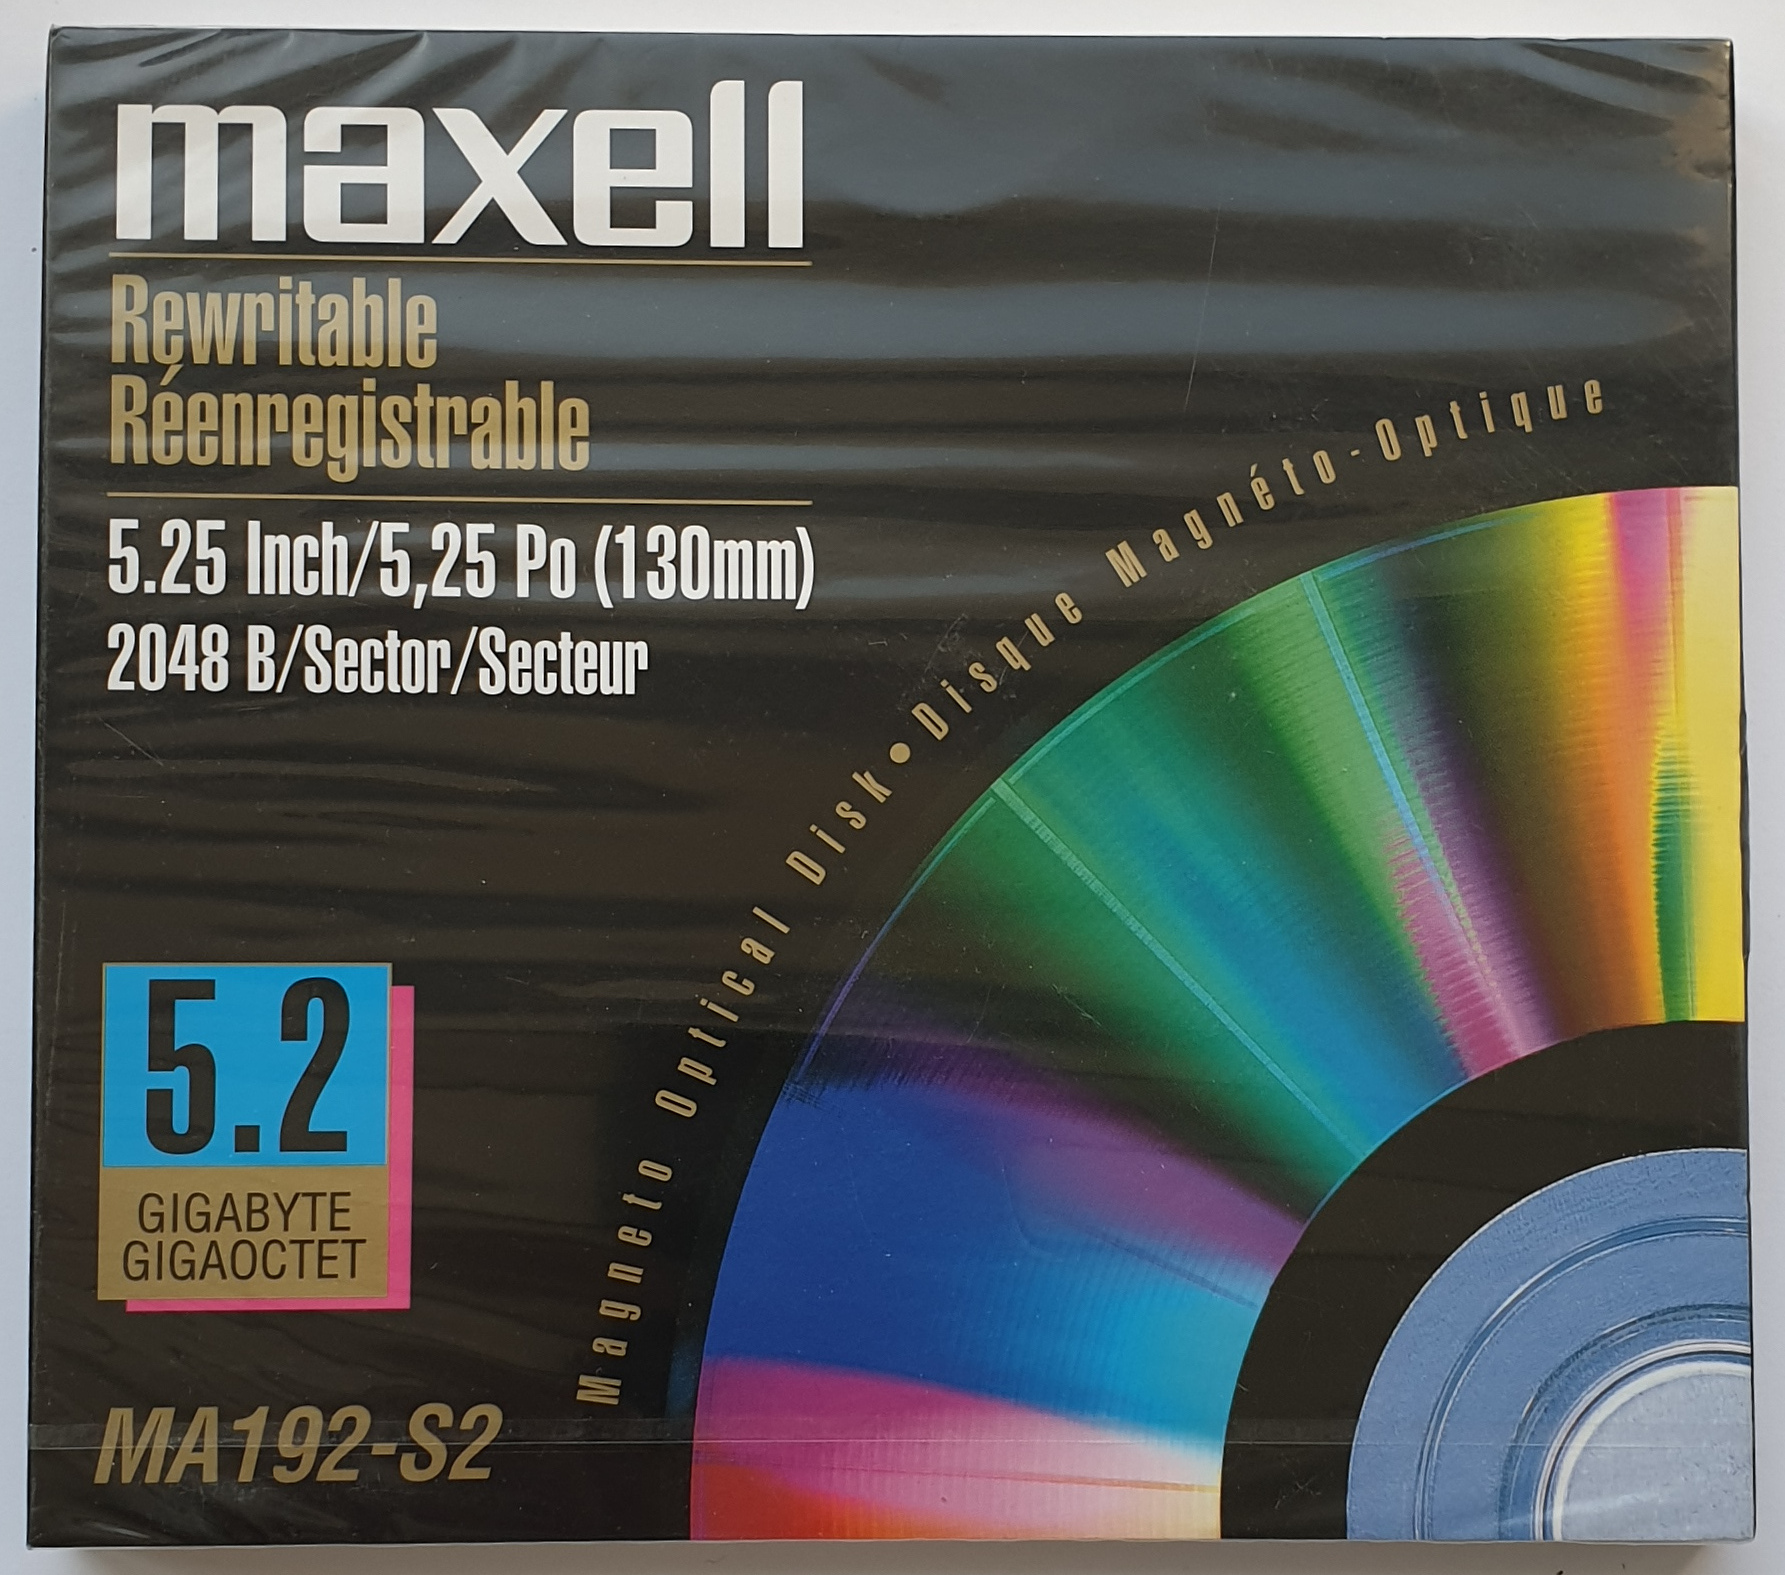 maxell
Rewritable
Réenregistrable
5.25 Inch/5,25 Po (130mm)
2048 B/Sector/Secteur
Magneto Optical Disk • Disque Magnéto-Optique
5.2
GIGABYTE
GIGAOCTET
MA192-S2